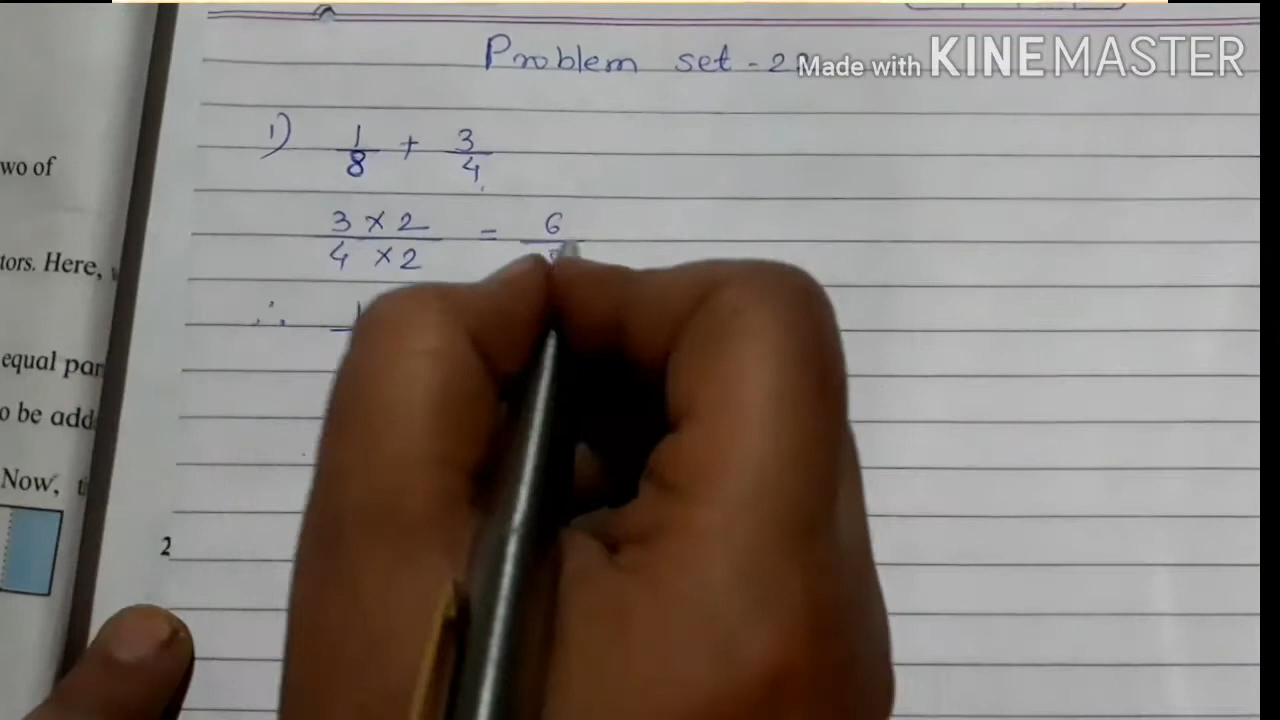 Problem set - 2
Made with KINEMASTER
wo of
tors. Here,
equal par
o be add
Now,
2
1) 1/8 + 3/4
3 × 2 / 4 × 2 = 6/
∴